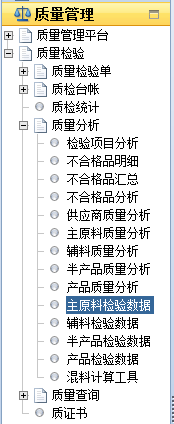 质量管理
质量管理平台
质量检验
质检验单
质检台帐
质检统计
质量分析
检验项目分析
不合格品明细
不合格品汇总
不合格品分析
供应商质量分析
主原料质量分析
辅料质量分析
半产品质量分析
产品质量分析
主原料检验数据
辅料检验数据
半产品检验数据
产品检验数据
混料计算工具
质量查询
质证书